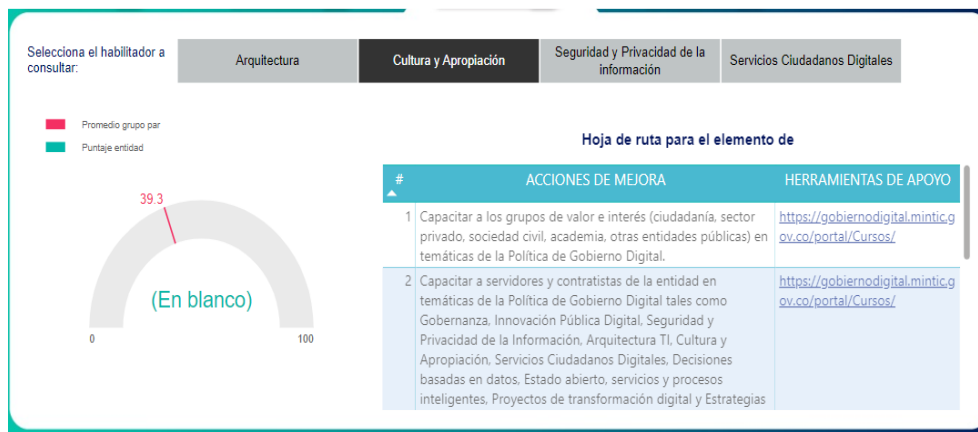 Selecciona el habilitador a
consultar:
Arquitectura
Cultura y Apropiación
Seguridad y Privacidad de la
información
Servicios Ciudadanos Digitales
Promedio grupo par
Puntaje entidad
39.3
(En blanco)
0
100
Hoja de ruta para el elemento de
#
ACCIONES DE MEJORA
HERRAMIENTAS DE APOYO
1
Capacitar a los grupos de valor e interés (ciudadanía, sector
privado, sociedad civil, academia, otras entidades públicas) en
temáticas de la Política de Gobierno Digital.
https://gobiernodigital.mintic.g
ov.co/portal/Cursos/
2
Capacitar a servidores y contratistas de la entidad en
temáticas de la Política de Gobierno Digital tales como
Gobernanza, Innovación Pública Digital, Seguridad y
Privacidad de la Información, Arquitectura TI, Cultura y
Apropiación, Servicios Ciudadanos Digitales, Decisiones
basadas en datos, Estado abierto, servicios y procesos
inteligentes, Proyectos de transformación digital y Estrategias
https://gobiernodigital.mintic.g
ov.co/portal/Cursos/